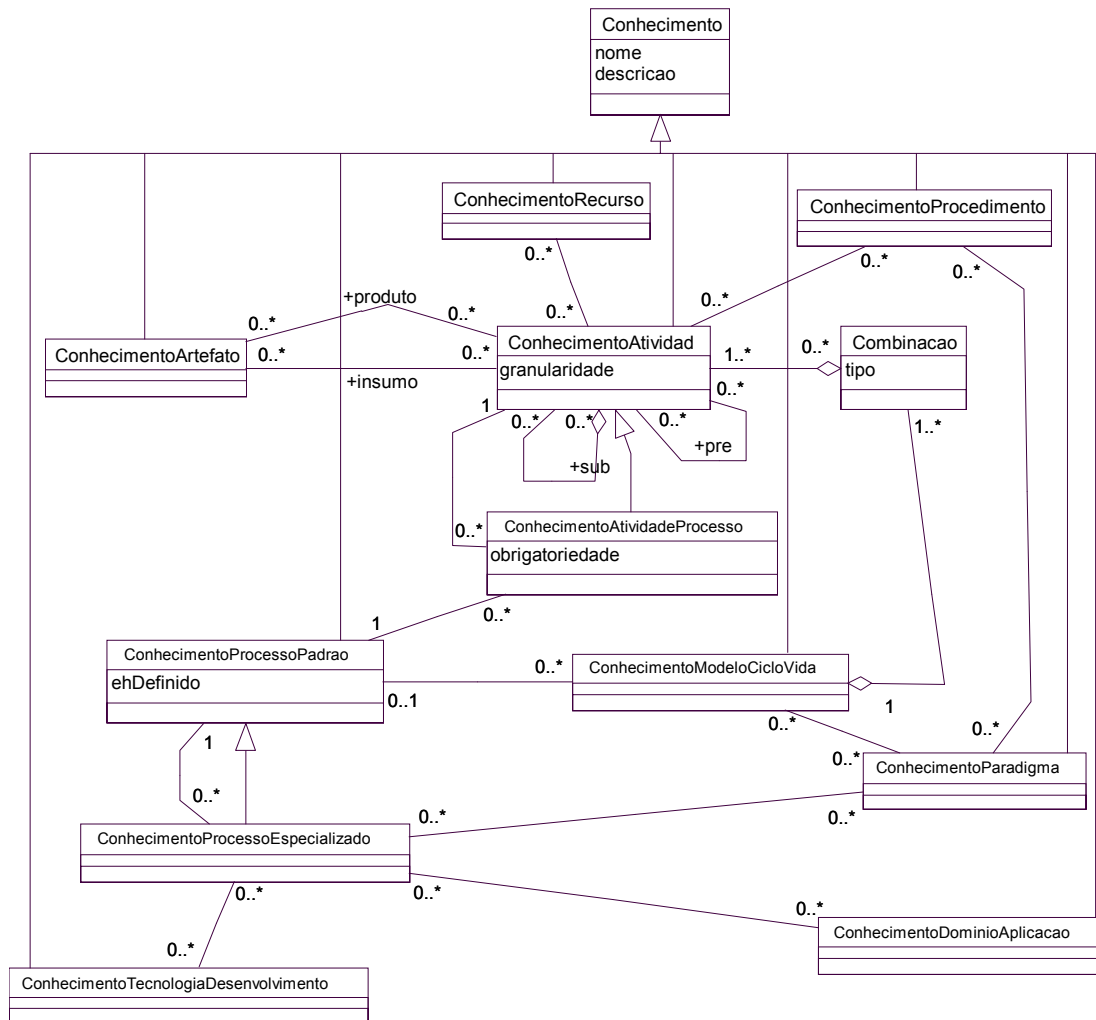 Conhecimento
nome
descricao
ConhecimentoRecurso
ConhecimentoProcedimento
0..*
0..*
0..*
+produto
0..*
0..*
0..*
0..*
ConhecimentoArtefato
0..*
0..*
+insumo
ConhecimentoAtividad
granularidade
1..*
0..*
Combinacao
tipo
1
0..*
0..*
0..*
0..*
+sub
+pre
1..*
0..*
ConhecimentoAtividadeProcesso
obrigatoriedade
1
0..*
ConhecimentoProcessoPadrao
ehDefinido
0..1
0..*
ConhecimentoModeloCicloVida
1
0..*
0..*
0..*
ConhecimentoParadigma
1
0..*
ConhecimentoProcessoEspecializado
0..*
0..*
0..*
0..*
0..*
0..*
ConhecimentoDominioAplicacao
ConhecimentoTecnologiaDesenvolvimento